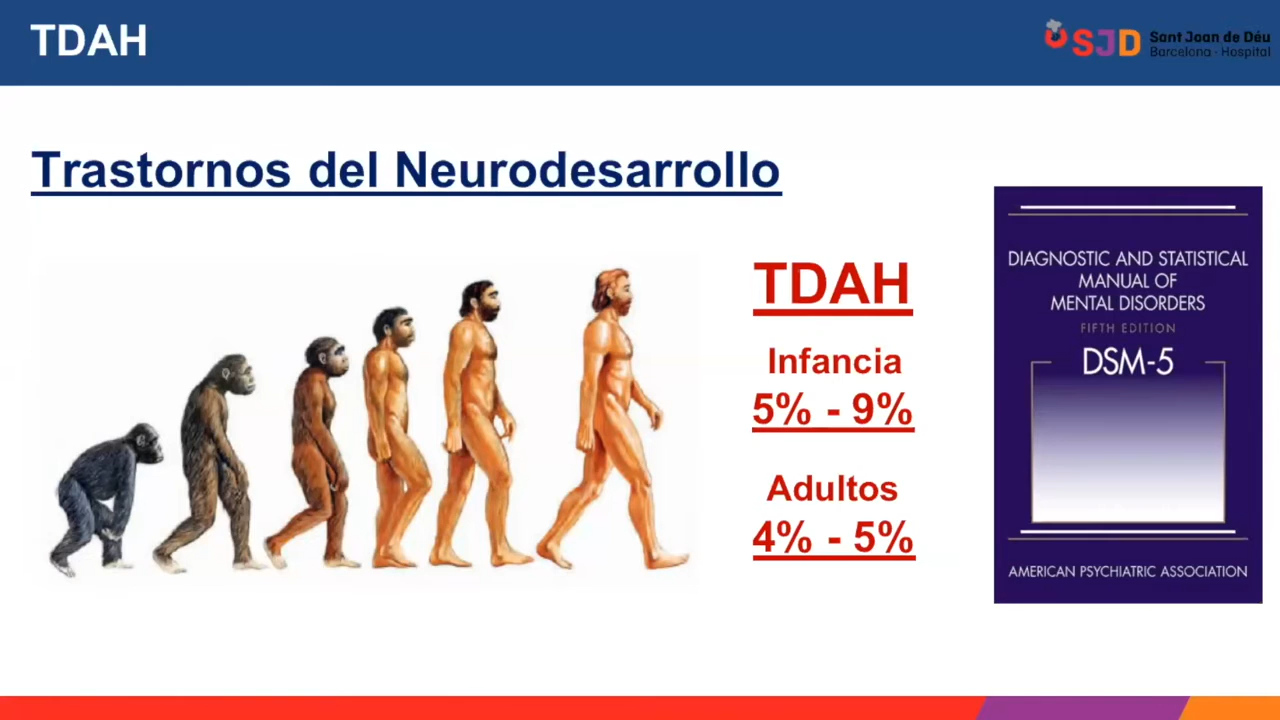 TDAH
SJD
Sant Joan de Déu
Barcelona · Hospital
Trastornos del Neurodesarrollo
TDAH
Infancia
5% - 9%
Adultos
4% - 5%
DIAGNOSTIC AND STATISTICAL
MANUAL OF
MENTAL DISORDERS
FIFTH EDITION
DSM-5
AMERICAN PSYCHIATRIC ASSOCIATION